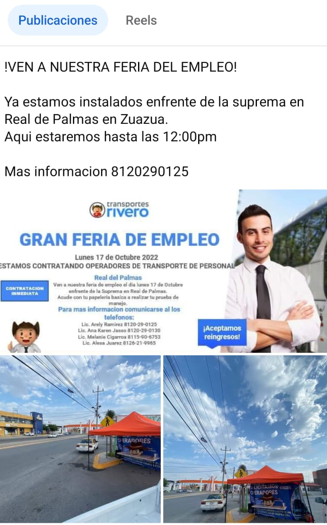 Publicaciones Reels
!VEN A NUESTRA FERIA DEL EMPLEO!
Ya estamos instalados enfrente de la suprema en
Real de Palmas en Zuazua.
Aqui estaremos hasta las 12:00pm
Mas informacion 8120290125
transportes
rivero
GRAN FERIA DE EMPLEO
Lunes 17 de Octubre 2022
ESTAMOS CONTRATANDO OPERADORES DE TRANSPORTE DE PERSONAL
CONTRATACION
INMEDIATA
Real del Palmas
Ven a nuestra feria de empleo el dia lunes 17 de Octubre
enfrente de la Suprema en Real de Palmas.
Acude con tu papeleria basica a realizar tu prueba de
manejo.
Para mas informacion comunicarse al los
telefonos:
Lic. Arely Ramirez 8120-29-0125
Lic. Ana Karen Jasso 8120-20-0138
Lic. Melanie Cigarroa 8115-90-6753
Lic. Alexa Juarez 8126-21-9965
¡Aceptamos
reingresos!